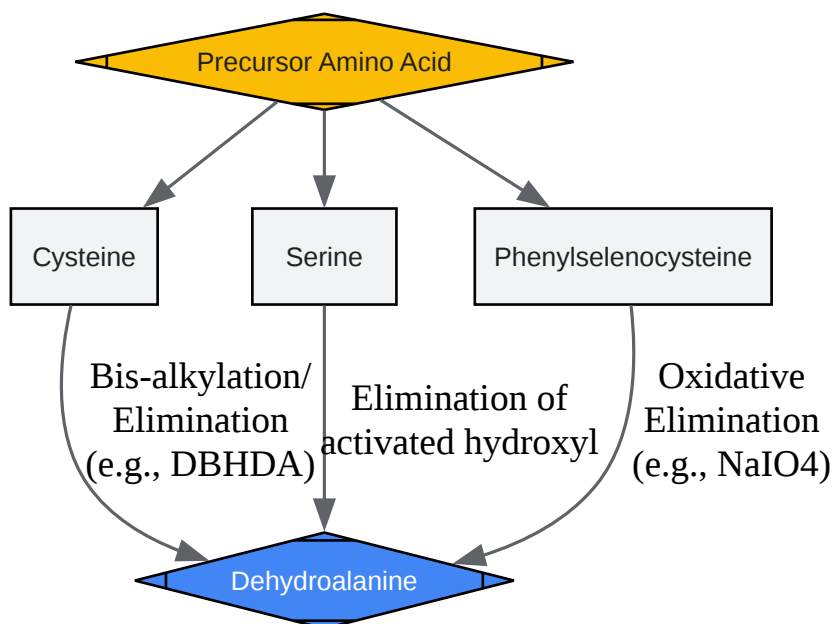 Precursor Amino Acid
Cysteine
Serine
Phenylselenocysteine
Bis-alkylation/
Elimination
(e.g., DBHDA)
Elimination of
activated hydroxyl
Oxidative
Elimination
(e.g., NaIO4)
Dehydroalanine